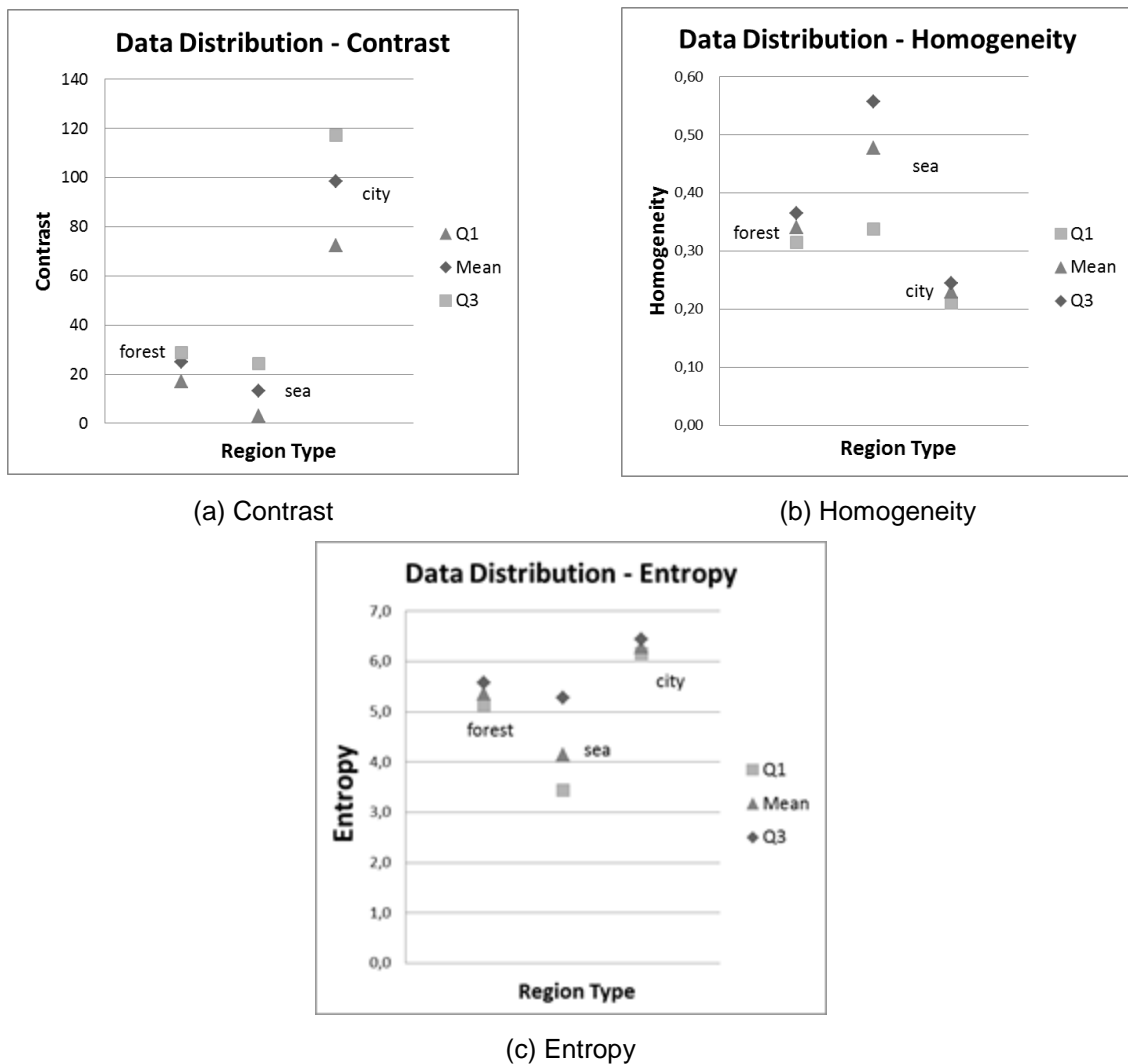 Data Distribution - Contrast
140
120
100
80
60
40
20
0
Contrast
forest
sea
city
Q1
Mean
Q3
Region Type
(a) Contrast
Data Distribution - Homogeneity
0,60
0,50
0,40
0,30
0,20
0,10
0,00
Homogeneity
forest
sea
city
Q1
Mean
Q3
Region Type
(b) Homogeneity
Data Distribution - Entropy
7,0
6,0
5,0
4,0
3,0
2,0
1,0
0,0
Entropy
forest
sea
city
Q1
Mean
Q3
Region Type
(c) Entropy